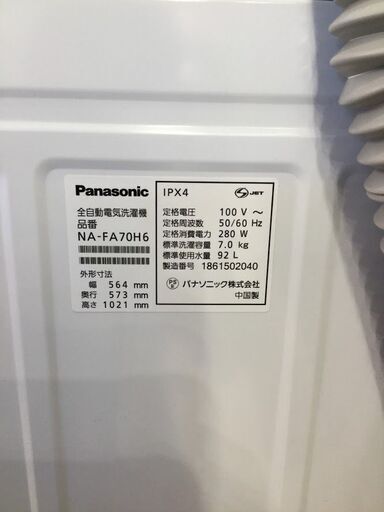 Panasonic
全自動電気洗濯機
品番
NA-FA70H6
外形寸法
幅 564 mm
奥行 573 mm
高さ 1021 mm
IPX4
S JET
定格電圧 100 V ~
定格周波数 50/60 Hz
定格消費電力 280 W
標準洗濯容量 7.0 kg
標準使用水量 92 L
製造番号 1861502040
パナソニック株式会社
中国製